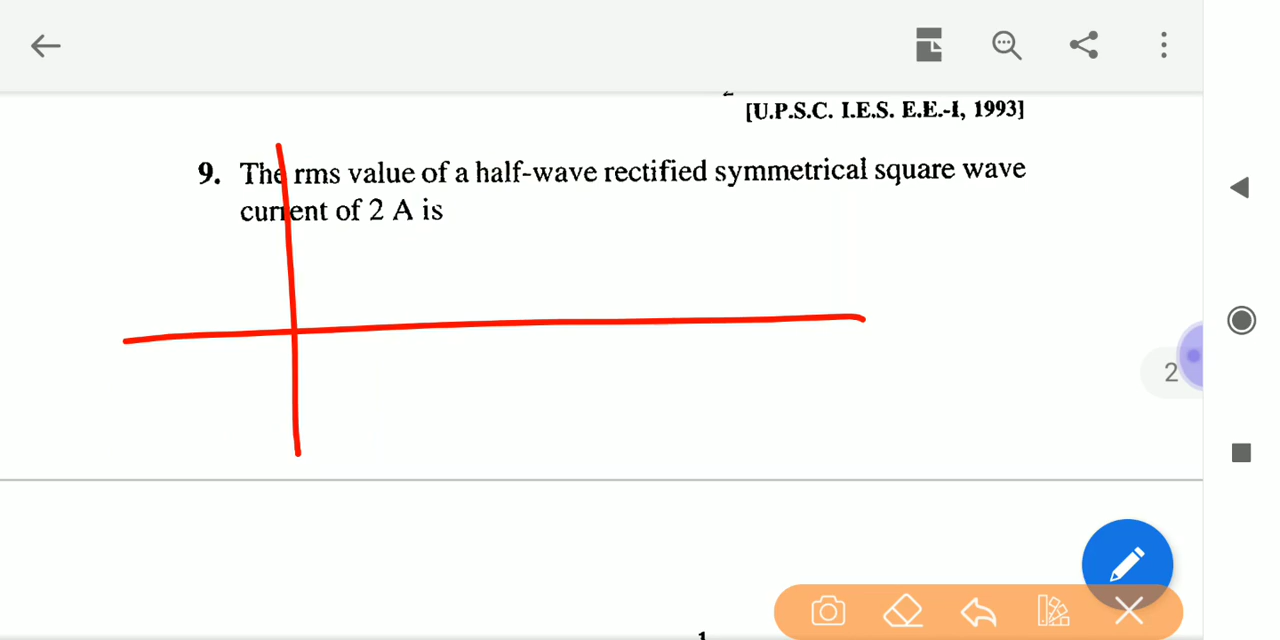 [U.P.S.C. I.E.S. E.E.-I, 1993]
9. The rms value of a half-wave rectified symmetrical square wave
current of 2 A is
2